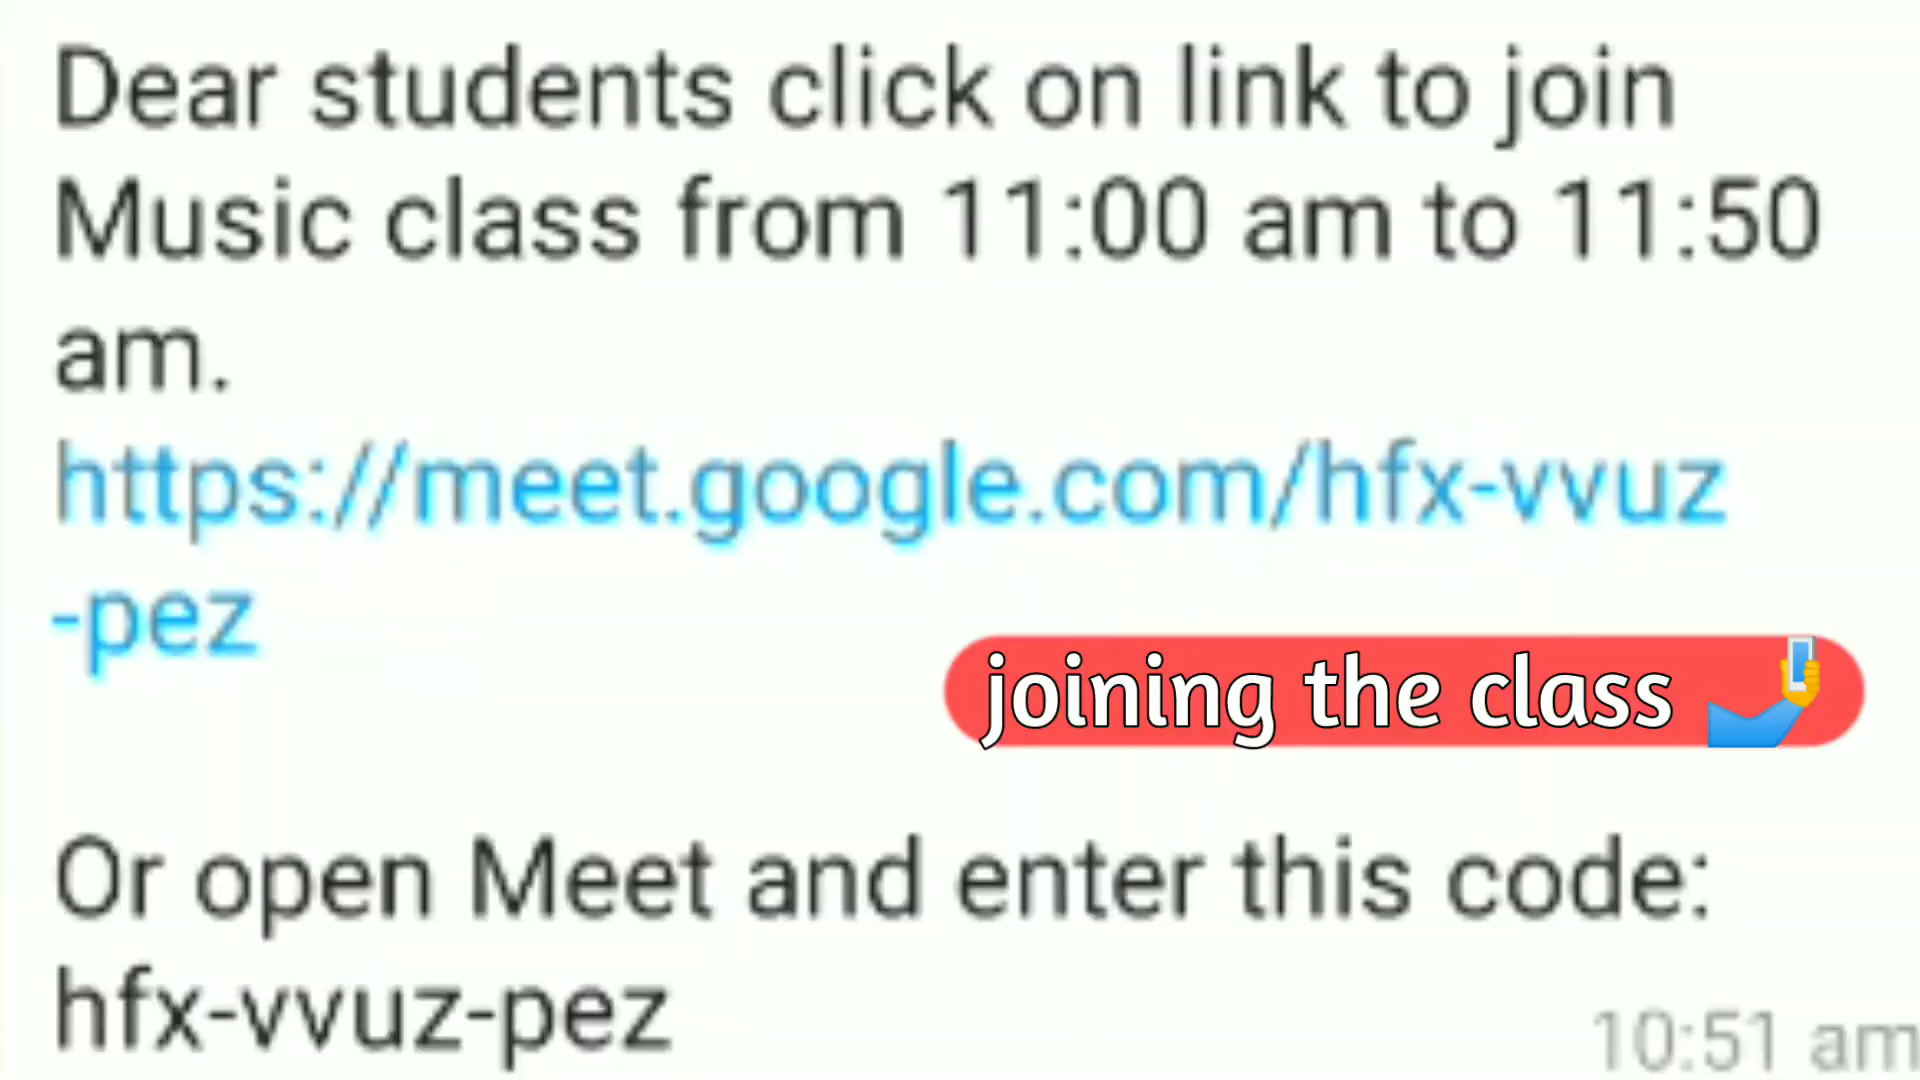 Dear students click on link to join
Music class from 11:00 am to 11:50
am.
https://meet.google.com/hfx-vvuz
-pez
joining the class
Or open Meet and enter this code:
hfx-vvuz-pez
10:51 am